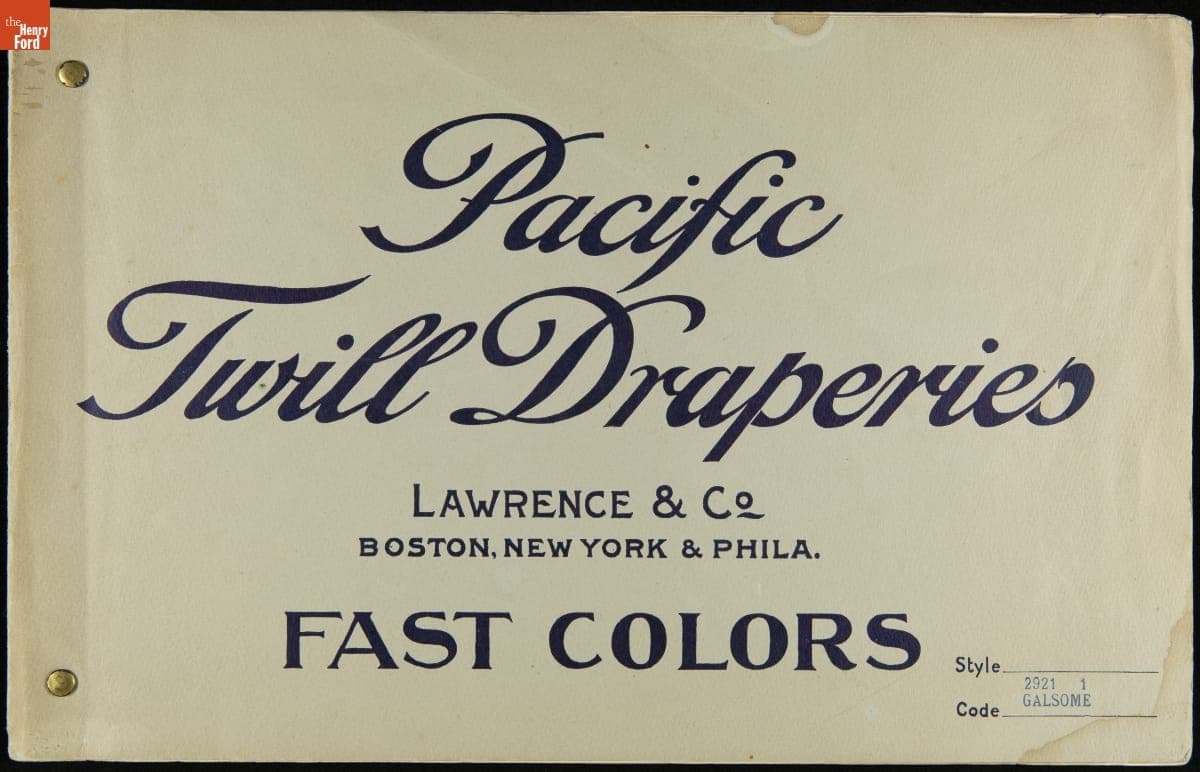 the
Henry
Ford
Pacific
Twill Draperies
LAWRENCE & Co
BOSTON, NEW YORK & PHILA.
FAST COLORS
Style
2921 1
Code GALSOME